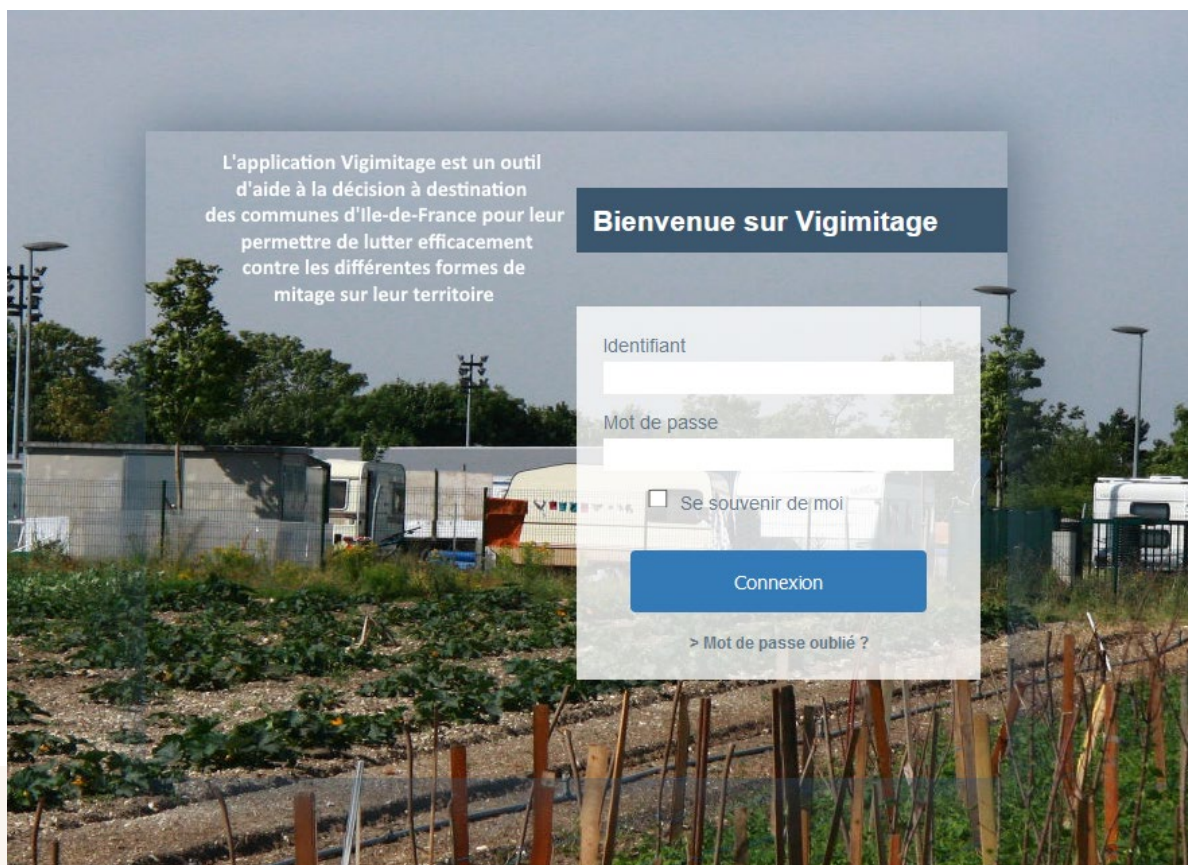 L'application Vigimitage est un outil
d'aide à la décision à destination
des communes d'Ile-de-France pour leur
permettre de lutter efficacement
contre les différentes formes de
mitage sur leur territoire
Bienvenue sur Vigimitage
Identifiant
Mot de passe
Se souvenir de moi
Connexion
> Mot de passe oublié ?